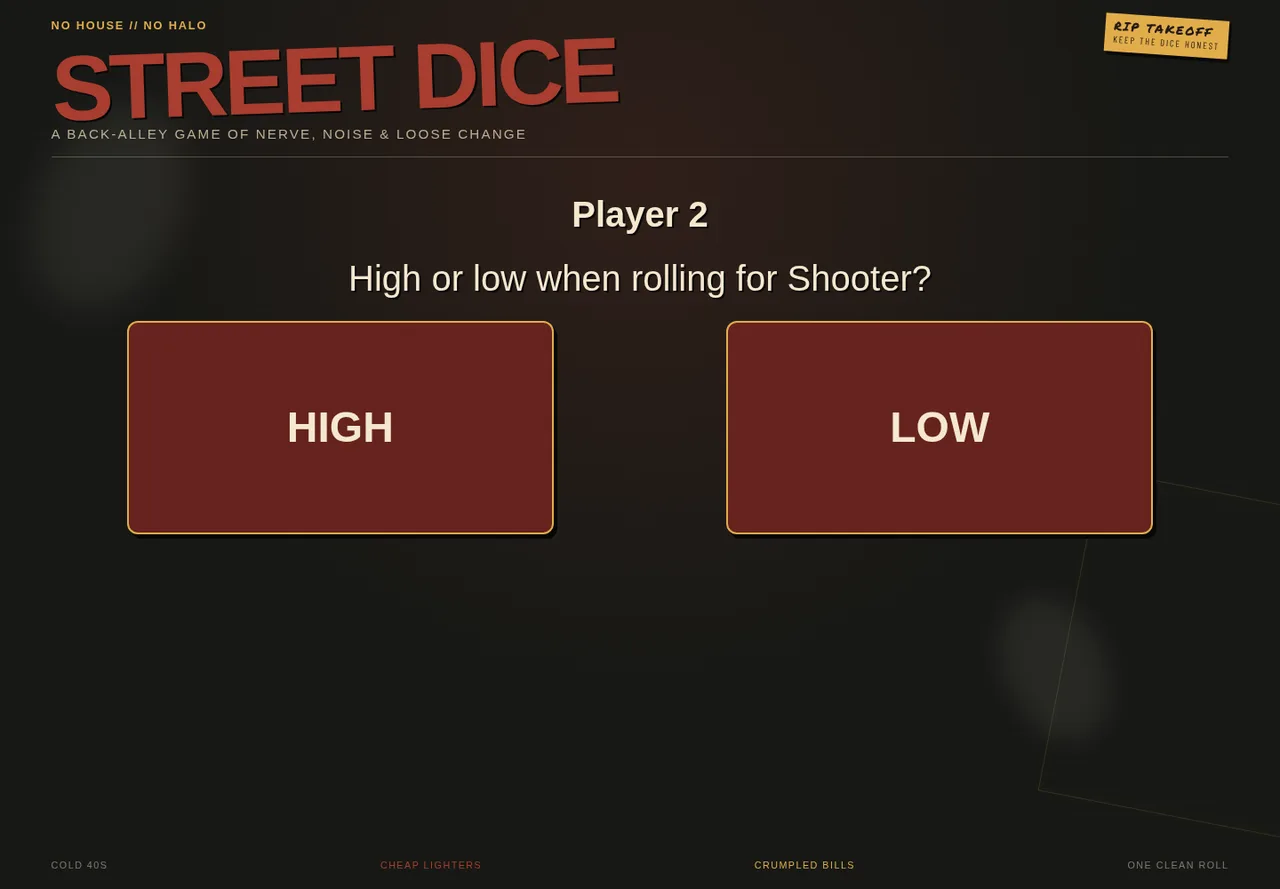 NO HOUSE // NO HALO
STREET DICE
A BACK-ALLEY GAME OF NERVE, NOISE & LOOSE CHANGE
RIP TAKEOFF
KEEP THE DICE HONEST
Player 2
High or low when rolling for Shooter?
HIGH
LOW
COLD 40S
CHEAP LIGHTERS
CRUMPLED BILLS
ONE CLEAN ROLL